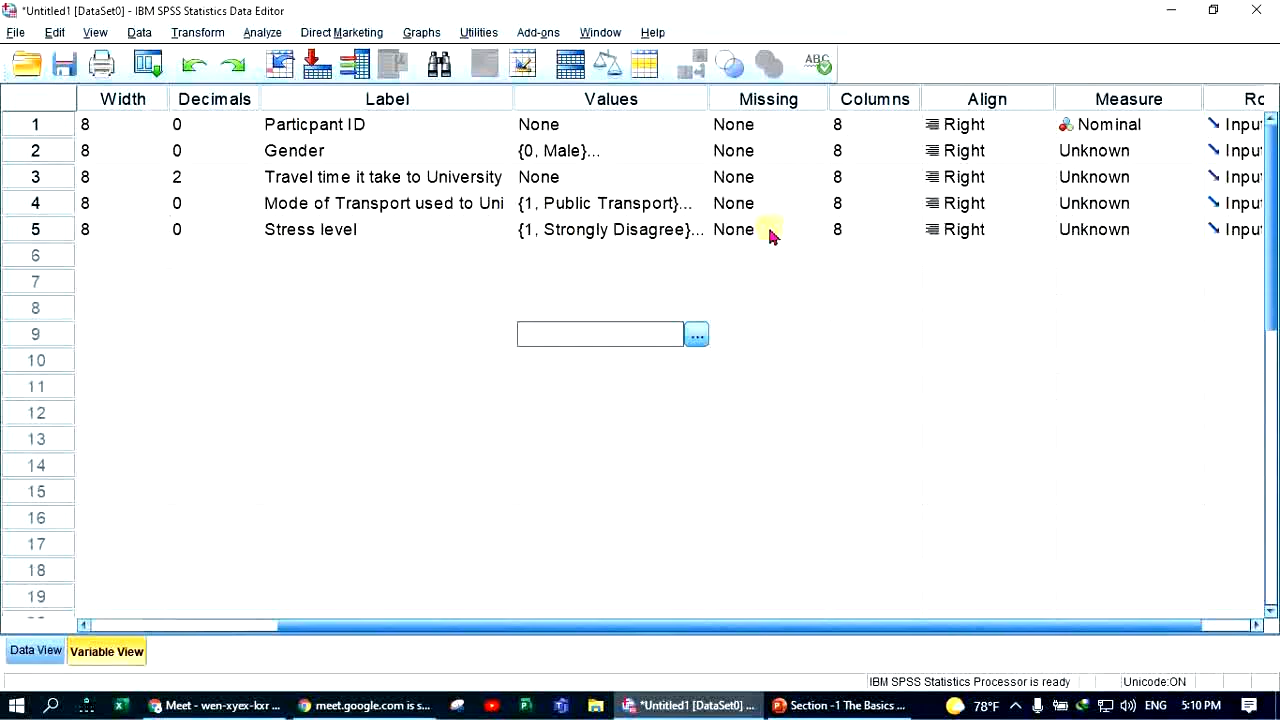 *Untitled1 [DataSet0] - IBM SPSS Statistics Data Editor
File Edit View Data Transform Analyze Direct Marketing Graphs Utilities Add-ons Window Help
ABC
Width Decimals Label Values Missing Columns Align Measure Ro
1 8 0 Particpant ID None None 8 Right Nominal Input
2 8 0 Gender {0, Male}... None 8 Right Unknown Input
3 8 2 Travel time it take to University None None 8 Right Unknown Input
4 8 0 Mode of Transport used to Uni {1, Public Transport}... None 8 Right Unknown Input
5 8 0 Stress level {1, Strongly Disagree}... None 8 Right Unknown Input
6
7
8
9 ...
10
11
12
13
14
15
16
17
18
19
Data View Variable View
IBM SPSS Statistics Processor is ready Unicode:ON
Meet - wen-xyex-kxr ... meet.google.com is s... *Untitled1 [DataSet0] ... Section -1 The Basics ... 78°F ENG 5:10 PM